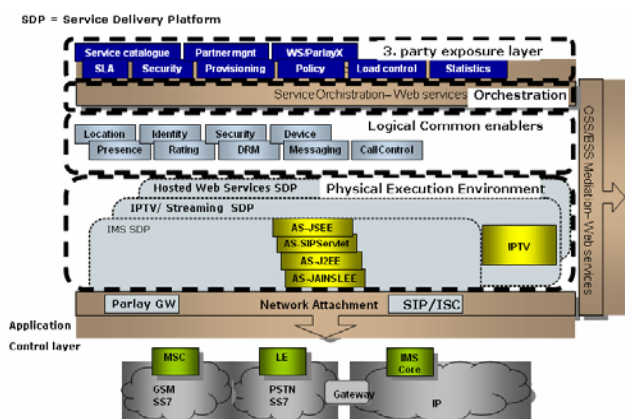 SDP = Service Delivery Platform
Service catalogue Partner mgnt WS/ParlayX 3. party exposure layer
SLA Security Provisioning Policy Load control Statistics
Service Orchistration– Web services Orchestration
Logical Common enablers
Location Identity Security Device
Presence Rating DRM Messaging CallControl
Hosted Web Services SDP Physical Execution Environment
IPTV/ Streaming SDP
IMS SDP
AS-JSEE
AS-SIPServlet
AS-J2EE
AS-JAINSLEE
IPTV
OSS/BSS Mediation– Web services
Parlay GW Network Attachment SIP/ISC
Application
Control layer
MSC LE IMS
Core
GSM
SS7
PSTN
SS7
Gateway
IP